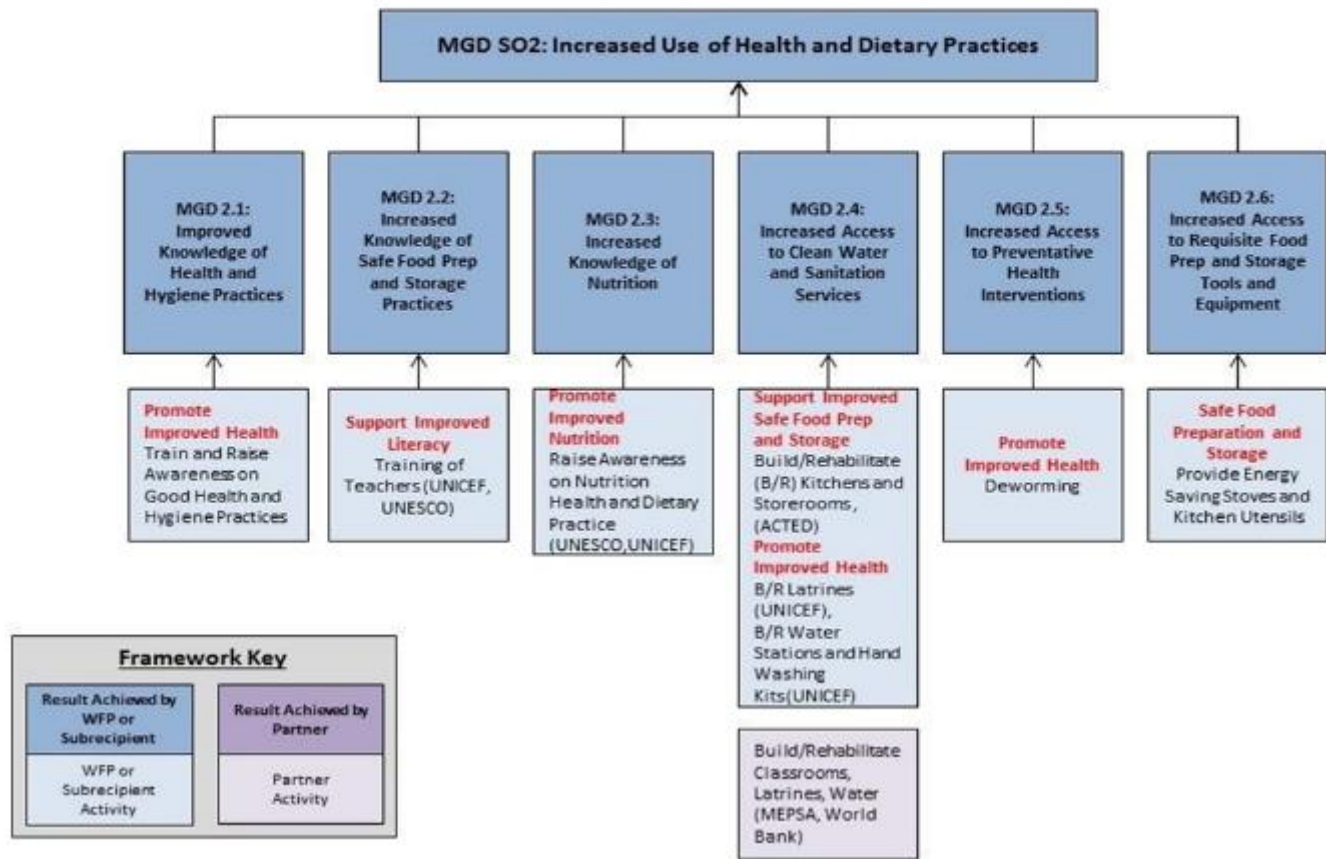 MGD SO2: Increased Use of Health and Dietary Practices
MGD 2.1:
Improved
Knowledge of
Health and
Hygiene Practices
MGD 2.2:
Increased
Knowledge of
Safe Food Prep
and Storage
Practices
MGD 2.3:
Increased
Knowledge of
Nutrition
MGD 2.4:
Increased Access
to Clean Water
and Sanitation
Services
MGD 2.5:
Increased Access
to Preventative
Health
Interventions
MGD 2.6:
Increased Access
to Requisite Food
Prep and Storage
Tools and
Equipment
Promote
Improved Health
Train and Raise
Awareness on
Good Health and
Hygiene Practices
Support Improved
Literacy
Training of
Teachers (UNICEF,
UNESCO)
Promote
Improved
Nutrition
Raise Awareness
on Nutrition
Health and Dietary
Practice
(UNESCO,UNICEF)
Support Improved
Safe Food Prep
and Storage
Build/Rehabilitate
(B/R) Kitchens and
Storerooms,
(ACTED)
Promote
Improved Health
B/R Latrines
(UNICEF),
B/R Water
Stations and Hand
Washing
Kits(UNICEF)
Promote
Improved Health
Deworming
Safe Food
Preparation and
Storage
Provide Energy
Saving Stoves and
Kitchen Utensils
Build/Rehabilitate
Classrooms,
Latrines, Water
(MEPSA, World
Bank)
Framework Key
Result Achieved by
WFP or
Subrecipient
Result Achieved by
Partner
WFP or
Subrecipient
Activity
Partner
Activity